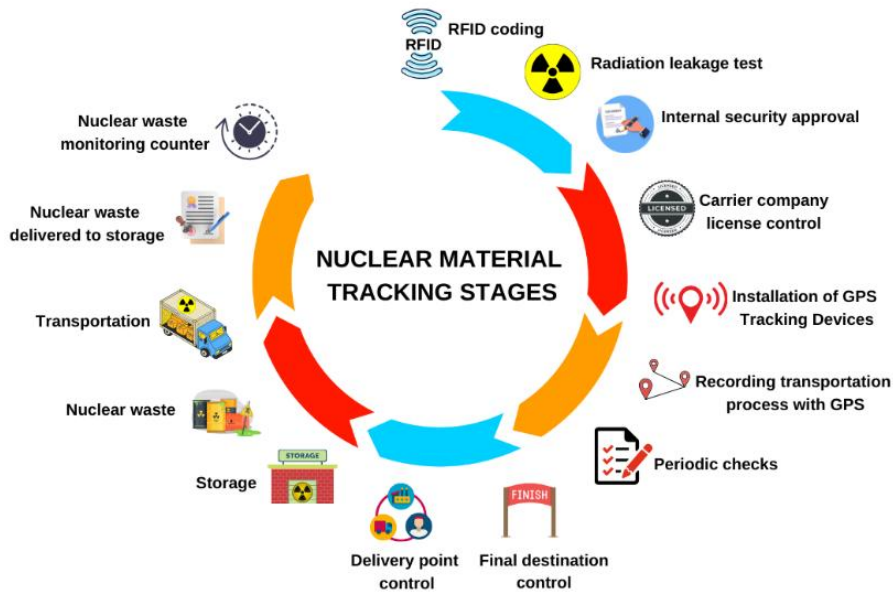 RFID
RFID coding
Radiation leakage test
Internal security approval
LICENSED
Carrier company
license control
Installation of GPS
Tracking Devices
Recording transportation
process with GPS
Periodic checks
FINISH
Final destination
control
Delivery point
control
STORAGE
Storage
Nuclear waste
Transportation
Nuclear waste
delivered to storage
Nuclear waste
monitoring counter
NUCLEAR MATERIAL
TRACKING STAGES